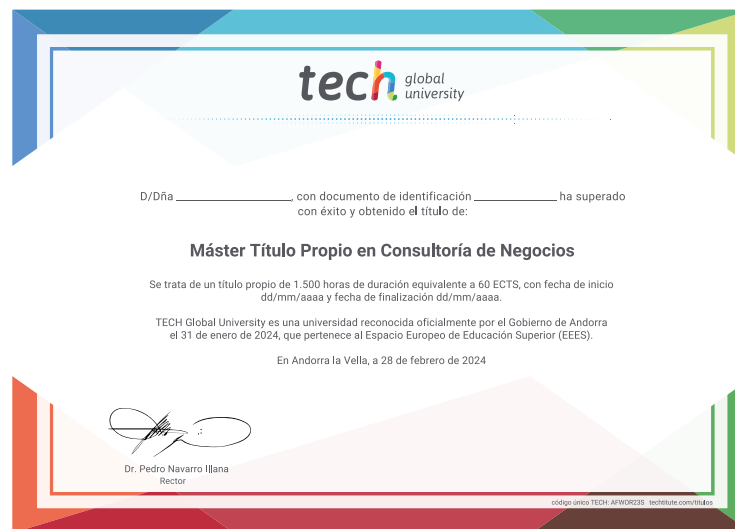 tech global university
D/Dña ______________, con documento de identificación __________ ha superado
con éxito y obtenido el título de:
Máster Título Propio en Consultoría de Negocios
Se trata de un título propio de 1.500 horas de duración equivalente a 60 ECTS, con fecha de inicio
dd/mm/aaaa y fecha de finalización dd/mm/aaaa.
TECH Global University es una universidad reconocida oficialmente por el Gobierno de Andorra
el 31 de enero de 2024, que pertenece al Espacio Europeo de Educación Superior (EEES).
En Andorra la Vella, a 28 de febrero de 2024
Dr. Pedro Navarro Illana
Rector
código único TECH: AFWOR23S techtitute.com/titulos